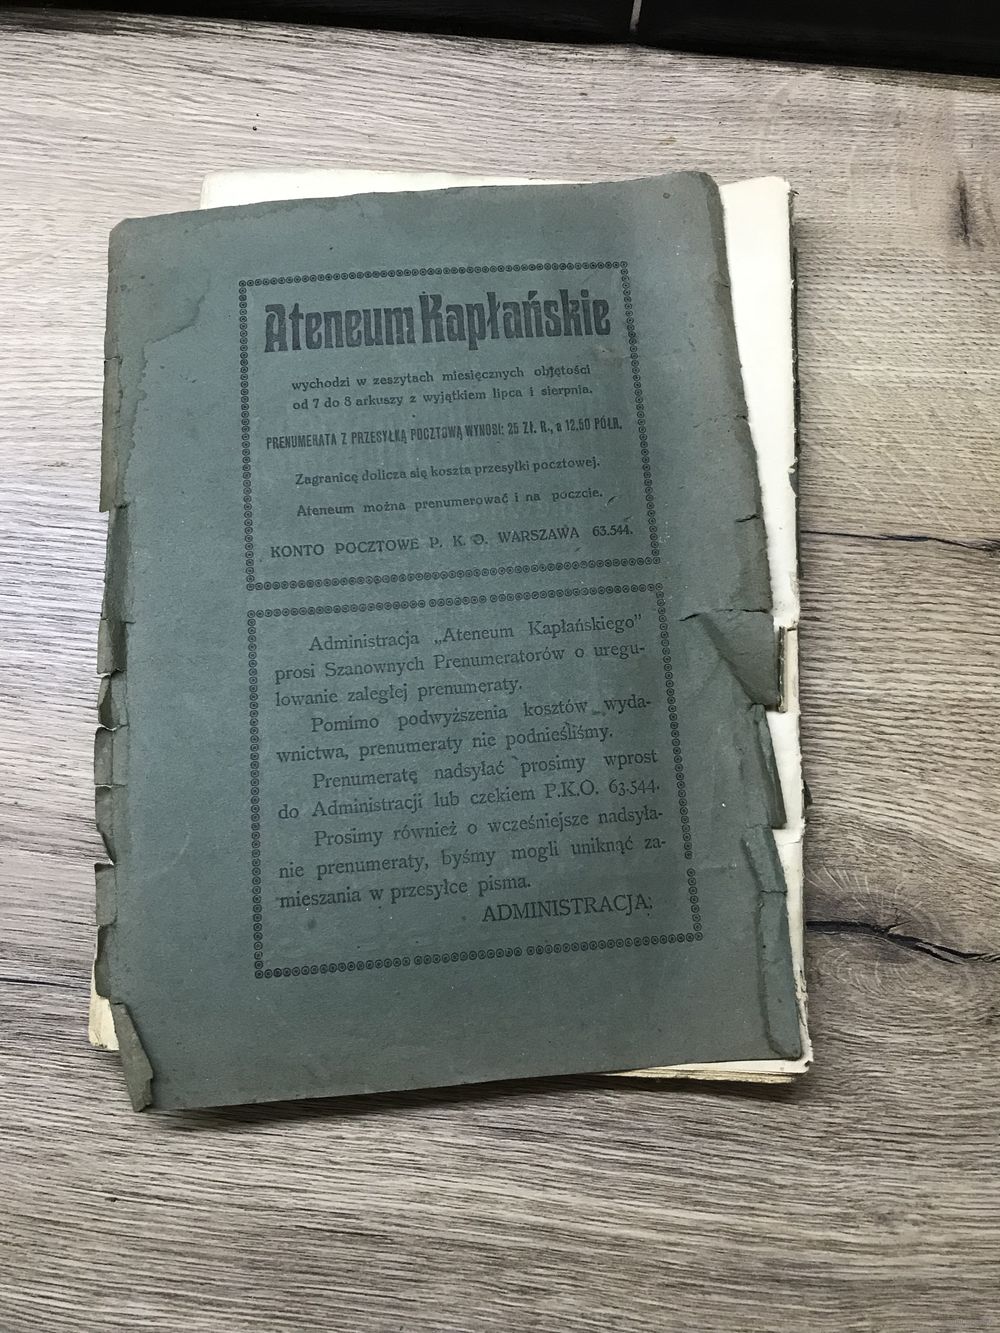 Ateneum Kapłańskie
wychodzi w zeszytach miesięcznych objętości
od 7 do 8 arkuszy z wyjątkiem lipca i sierpnia.
PRENUMERATA Z PRZESYŁKĄ POCZTOWĄ WYNOSI: 25 ZŁ. R., a 12.50 PÓŁR.
Zagranicę dolicza się koszta przesyłki pocztowej.
Ateneum można prenumerować i na poczcie.
KONTO POCZTOWE P. K. O. WARSZAWA 63.544.
Administracja „Ateneum Kapłańskiego”
prosi Szanownych Prenumeratorów o uregu-
lowanie zaległej prenumeraty.
Pomimo podwyższenia kosztów wyda-
wnictwa, prenumeraty nie podnieśliśmy.
Prenumeratę nadsyłać prosimy wprost
do Administracji lub czekiem P.K.O. 63.544.
Prosimy również o wcześniejsze nadsyła-
nie prenumeraty, byśmy mogli uniknąć za-
mieszania w przesyłce pisma.
ADMINISTRACJA: